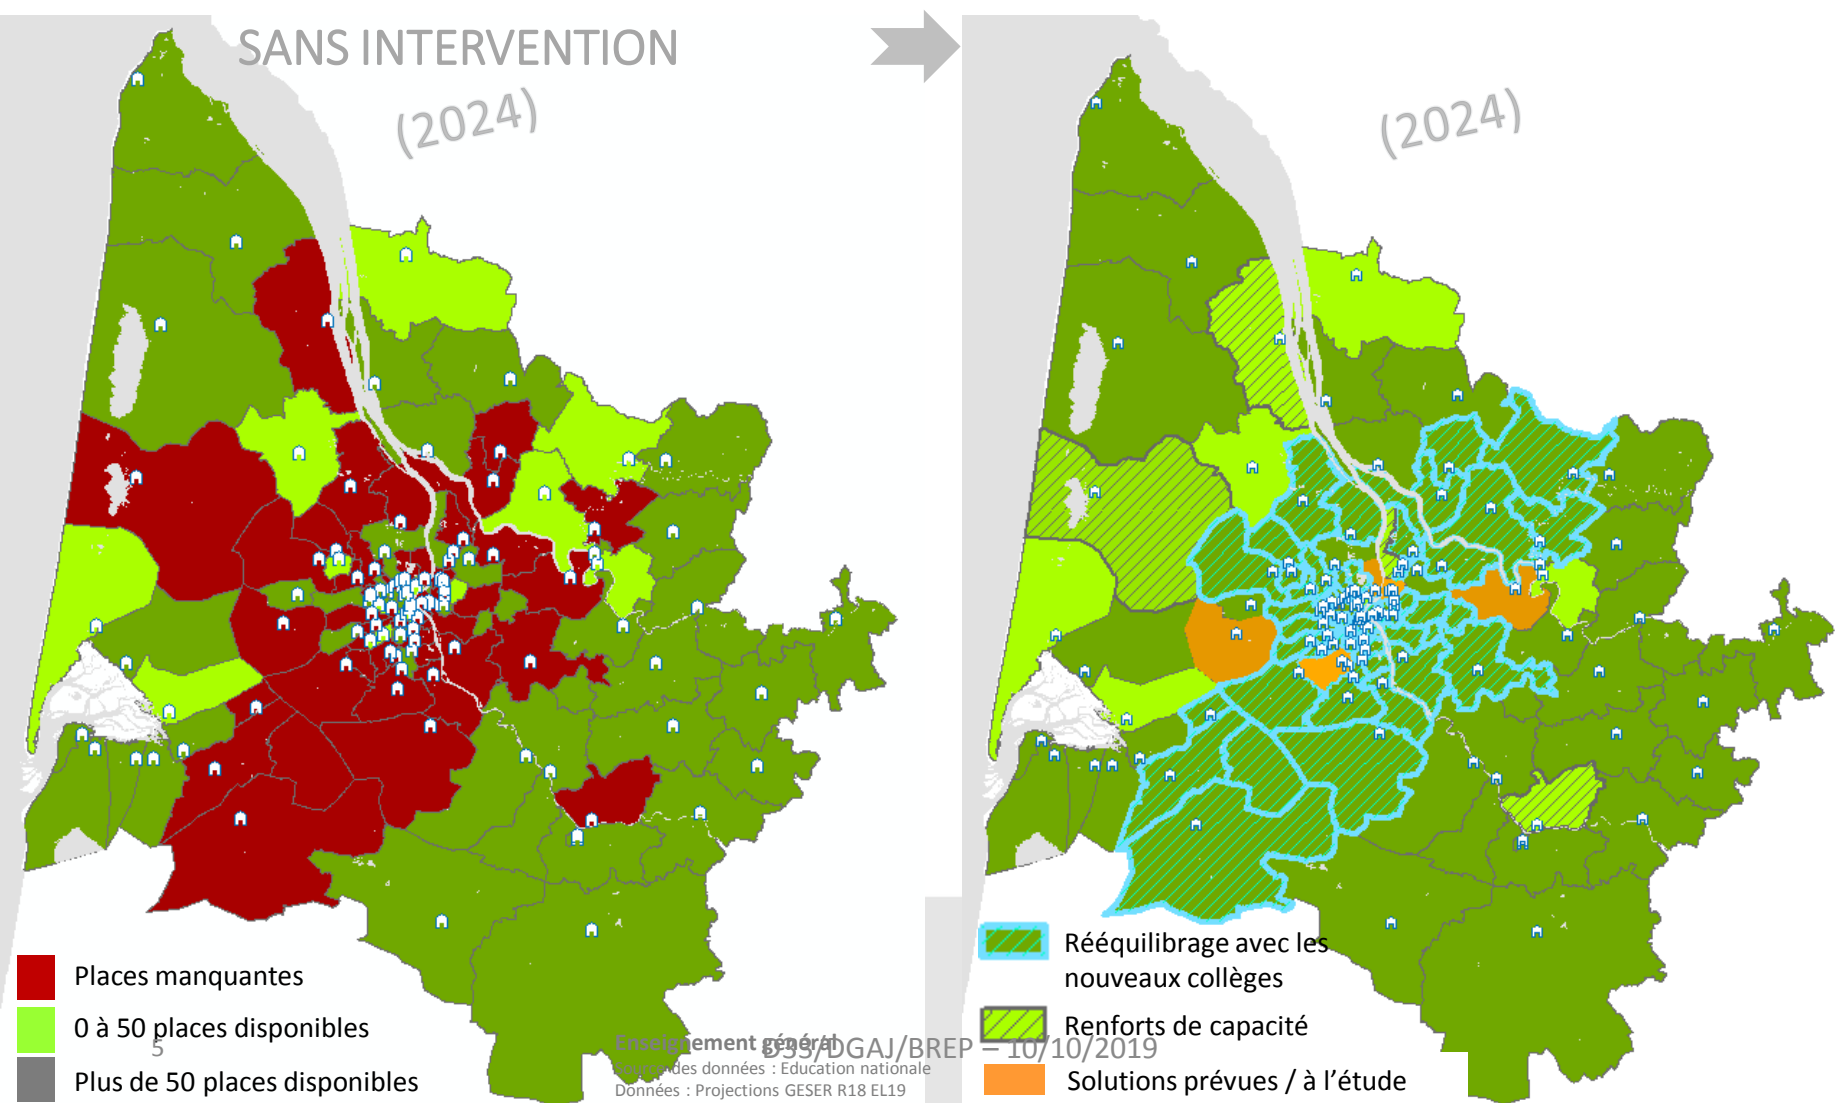 SANS INTERVENTION
(2024)
(2024)
Places manquantes
0 à 50 places disponibles
5
Plus de 50 places disponibles
Enseignement général
Source des données : Education nationale
Données : Projections GESER R18 EL19
DSS/DGAJ/BREP – 10/10/2019
Rééquilibrage avec les
nouveaux collèges
Renforts de capacité
Solutions prévues / à l'étude